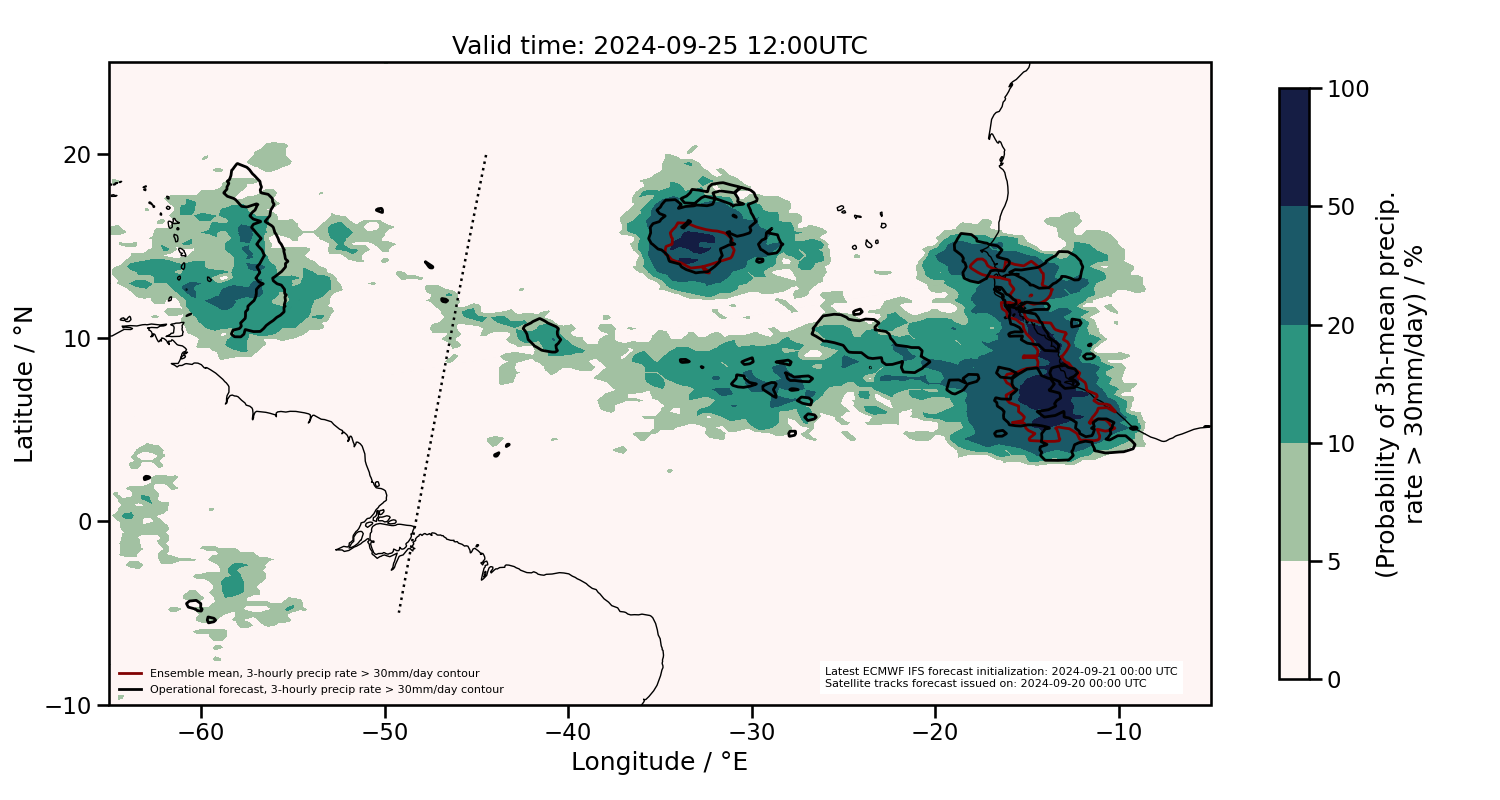 Valid time: 2024-09-25 12:00UTC
Latitude / °N
20
10
0
−10
−60
−50
−40
−30
−20
−10
Longitude / °E
Ensemble mean, 3-hourly precip rate > 30mm/day contour
Operational forecast, 3-hourly precip rate > 30mm/day contour
Latest ECMWF IFS forecast initialization: 2024-09-21 00:00 UTC
Satellite tracks forecast issued on: 2024-09-20 00:00 UTC
100
50
20
10
5
0
(Probability of 3h-mean precip.
rate > 30mm/day) / %